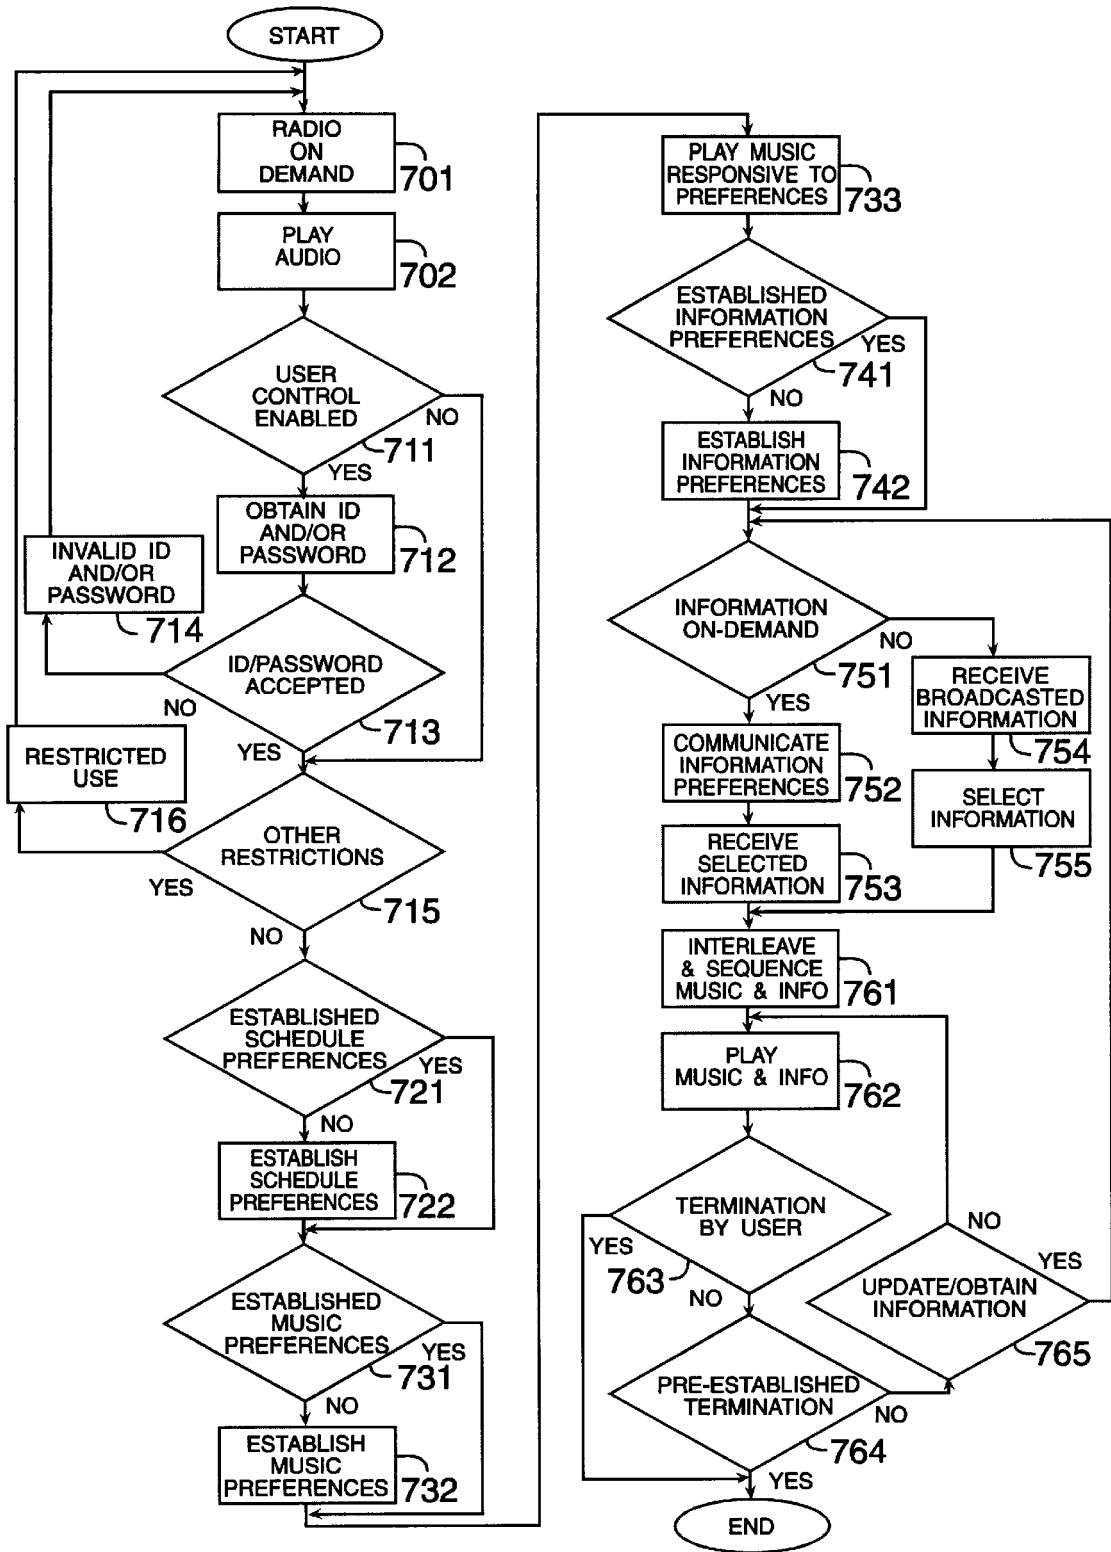 START
RADIO
ON
DEMAND
701
PLAY
AUDIO
702
USER
CONTROL
ENABLED
NO
711
YES
OBTAIN ID
AND/OR
PASSWORD
712
INVALID ID
AND/OR
PASSWORD
714
ID/PASSWORD
ACCEPTED
NO
713
YES
RESTRICTED
USE
716
OTHER
RESTRICTIONS
YES
715
NO
ESTABLISHED
SCHEDULE
PREFERENCES
YES
721
NO
ESTABLISH
SCHEDULE
PREFERENCES
722
ESTABLISHED
MUSIC
PREFERENCES
YES
731
NO
ESTABLISH
MUSIC
PREFERENCES
732
PLAY MUSIC
RESPONSIVE TO
PREFERENCES
733
ESTABLISHED
INFORMATION
PREFERENCES
YES
741
NO
ESTABLISH
INFORMATION
PREFERENCES
742
INFORMATION
ON-DEMAND
NO
751
YES
RECEIVE
BROADCASTED
INFORMATION
754
COMMUNICATE
INFORMATION
PREFERENCES
752
SELECT
INFORMATION
755
RECEIVE
SELECTED
INFORMATION
753
INTERLEAVE
& SEQUENCE
MUSIC & INFO
761
PLAY
MUSIC & INFO
762
TERMINATION
BY USER
YES
763
NO
NO
YES
UPDATE/OBTAIN
INFORMATION
765
PRE-ESTABLISHED
TERMINATION
NO
764
YES
END